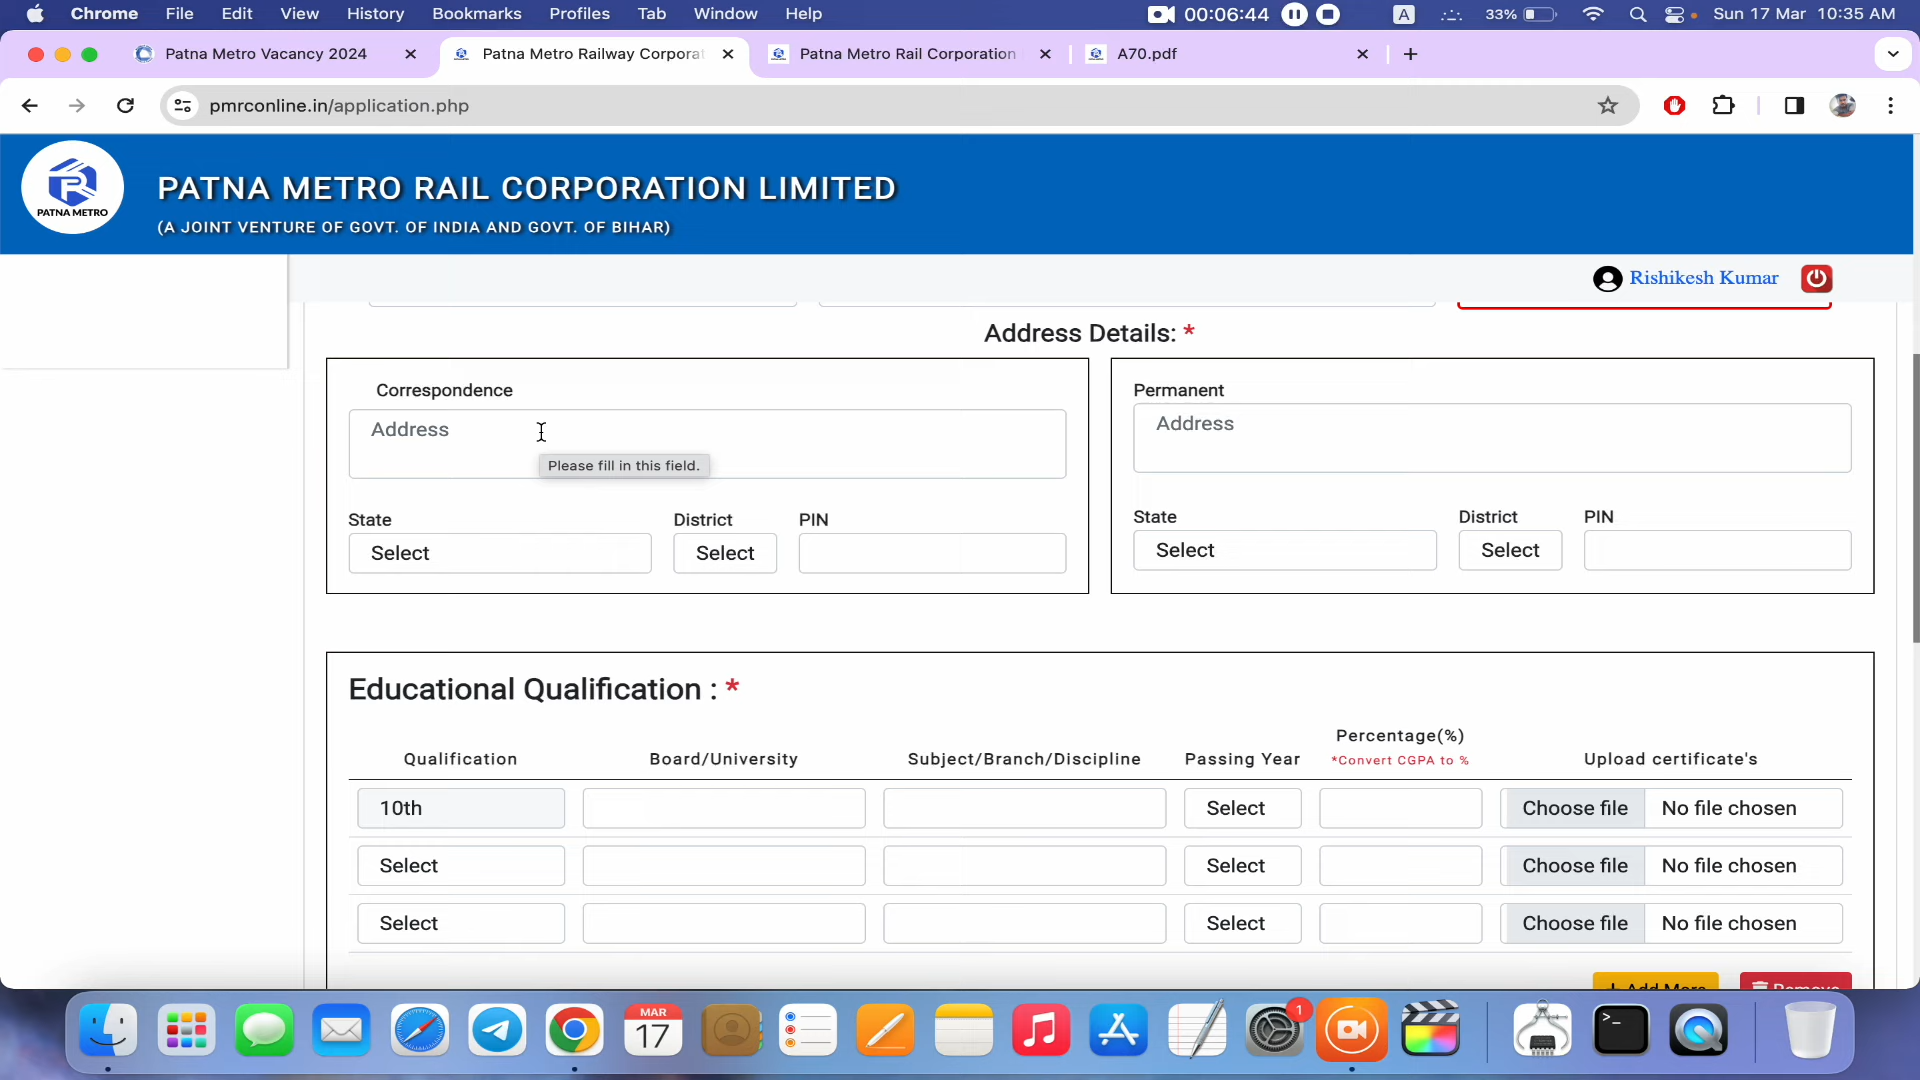 Chrome File Edit View History Bookmarks Profiles Tab Window Help 00:06:44 A 33% Sun 17 Mar 10:35 AM
Patna Metro Vacancy 2024 Patna Metro Railway Corporat Patna Metro Rail Corporation A70.pdf
pmrconline.in/application.php
PATNA METRO
PATNA METRO RAIL CORPORATION LIMITED
(A JOINT VENTURE OF GOVT. OF INDIA AND GOVT. OF BIHAR)
Rishikesh Kumar
Address Details: *
Correspondence Permanent
Address Address
Please fill in this field.
State District PIN State District PIN
Select Select Select Select
Educational Qualification : *
Qualification Board/University Subject/Branch/Discipline Passing Year Percentage(%) Upload certificate's
*Convert CGPA to %
10th Select Choose file No file chosen
Select Select Choose file No file chosen
Select Select Choose file No file chosen
+ Add More Remove
MAR
17
1